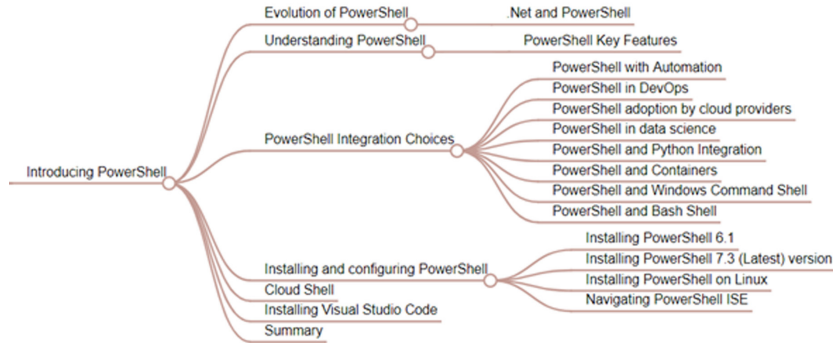 Evolution of PowerShell
.Net and PowerShell
Understanding PowerShell
PowerShell Key Features
PowerShell with Automation
PowerShell in DevOps
PowerShell adoption by cloud providers
PowerShell in data science
PowerShell Integration Choices
PowerShell and Python Integration
PowerShell and Containers
Introducing PowerShell
PowerShell and Windows Command Shell
PowerShell and Bash Shell
Installing PowerShell 6.1
Installing PowerShell 7.3 (Latest) version
Installing and configuring PowerShell
Installing PowerShell on Linux
Cloud Shell
Navigating PowerShell ISE
Installing Visual Studio Code
Summary